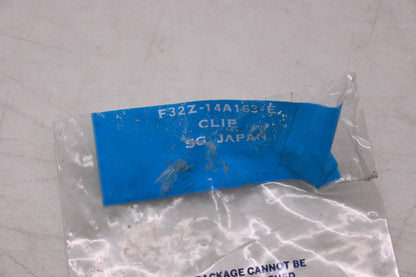 F32Z-14A163-E
CLIP
SG JAPAN
PACKAGE CANNOT BE